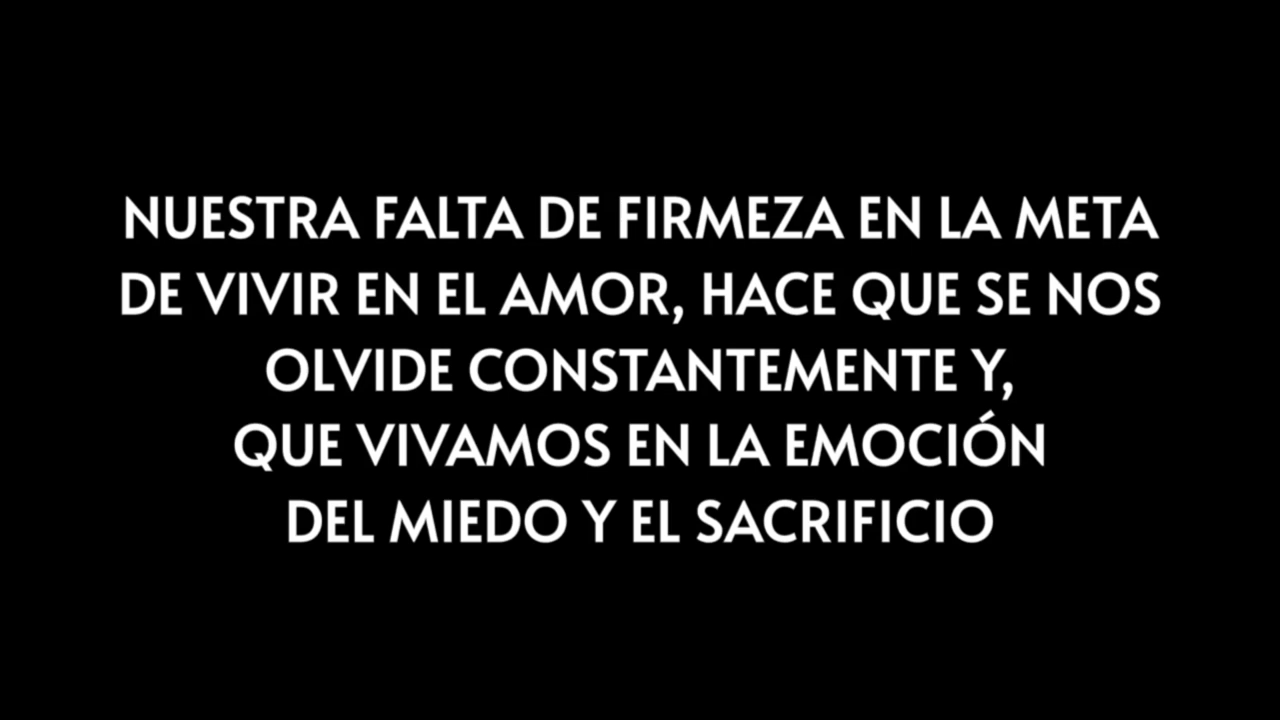 NUESTRA FALTA DE FIRMEZA EN LA META
DE VIVIR EN EL AMOR, HACE QUE SE NOS
OLVIDE CONSTANTEMENTE Y,
QUE VIVAMOS EN LA EMOCIÓN
DEL MIEDO Y EL SACRIFICIO